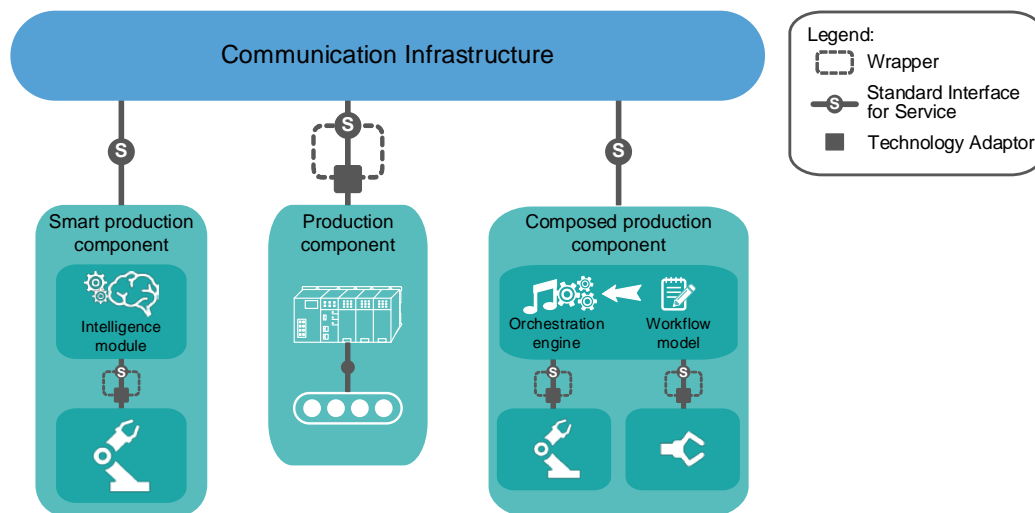 Communication Infrastructure
Legend:
Wrapper
S
Standard Interface
for Service
Technology Adaptor
S
S
S
Smart production
component
Intelligence
module
S
Production
component
Composed production
component
Orchestration
engine
Workflow
model
S
S